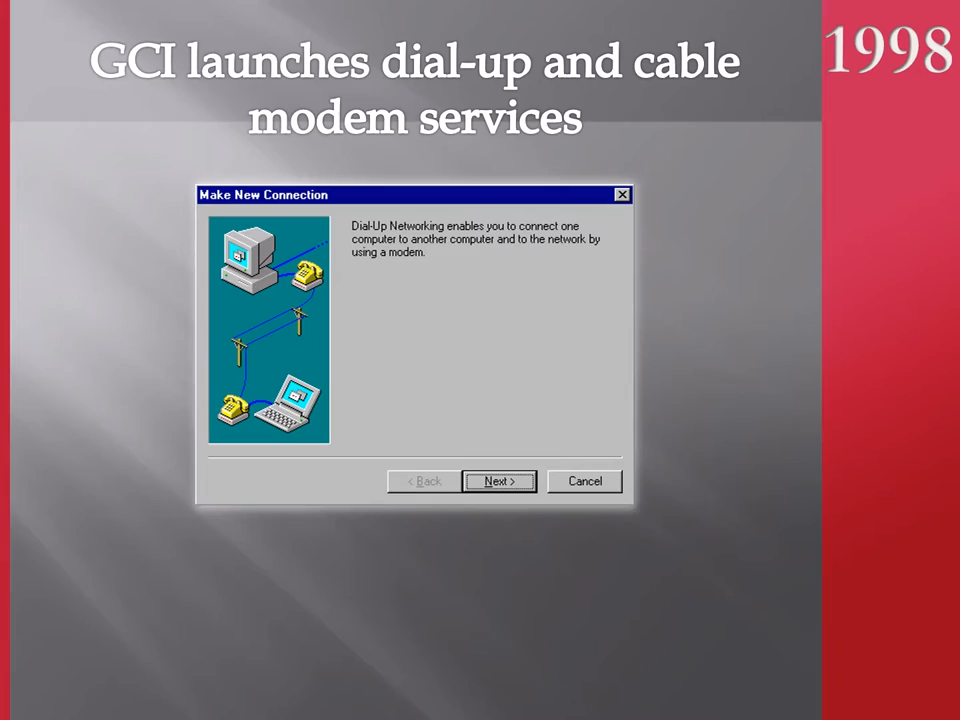 GCI launches dial-up and cable
modem services
1998
Make New Connection
Dial-Up Networking enables you to connect one
computer to another computer and to the network by
using a modem.
< Back
Next >
Cancel